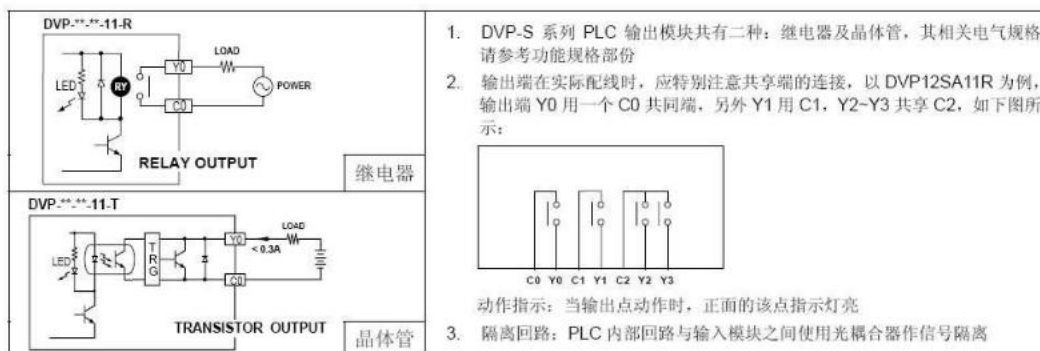 DVP-**-**-11-R
LOAD
Y0
LED
RY
POWER
C0
RELAY OUTPUT
继电器
DVP-**-**-11-T
LOAD
Y0
< 0.3A
LED
TRG
C0
TRANSISTOR OUTPUT
晶体管
1. DVP-S 系列 PLC 输出模块共有二种：继电器及晶体管，其相关电气规格
请参考功能规格部份
2. 输出端在实际配线时，应特别注意共享端的连接，以 DVP12SA11R 为例，
输出端 Y0 用一个 C0 共同端，另外 Y1 用 C1，Y2~Y3 共享 C2，如下图所
示：
C0 Y0 C1 Y1 C2 Y2 Y3
动作指示：当输出点动作时，正面的该点指示灯亮
3. 隔离回路：PLC 内部回路与输入模块之间使用光耦合器作信号隔离